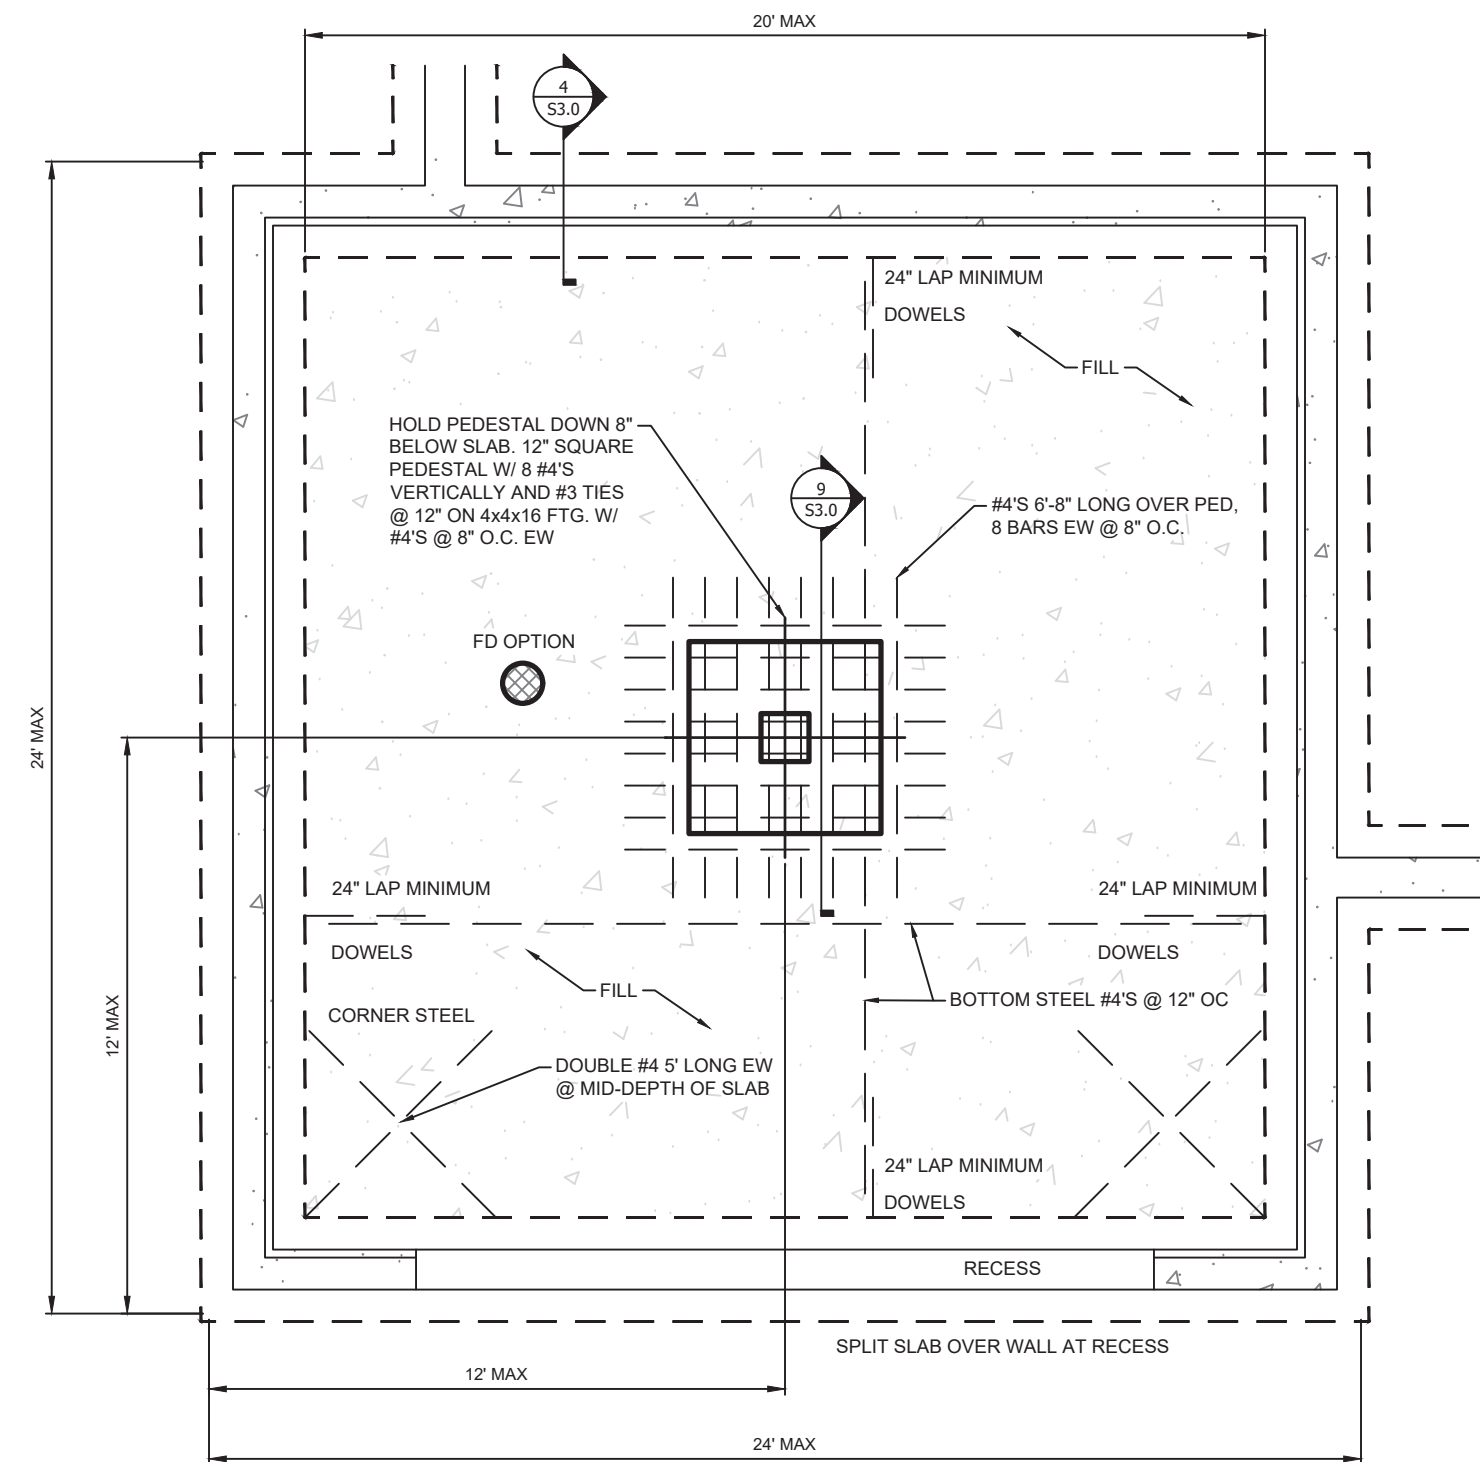 20' MAX
4
S3.0
24" LAP MINIMUM
DOWELS
FILL
HOLD PEDESTAL DOWN 8"
BELOW SLAB. 12" SQUARE
PEDESTAL W/ 8 #4'S
VERTICALLY AND #3 TIES
@ 12" ON 4x4x16 FTG. W/
#4'S @ 8" O.C. EW
9
S3.0
#4'S 6'-8" LONG OVER PED,
8 BARS EW @ 8" O.C.
FD OPTION
24' MAX
24" LAP MINIMUM
24" LAP MINIMUM
DOWELS
DOWELS
FILL
BOTTOM STEEL #4'S @ 12" OC
12' MAX
CORNER STEEL
DOUBLE #4 5' LONG EW
@ MID-DEPTH OF SLAB
24" LAP MINIMUM
DOWELS
RECESS
SPLIT SLAB OVER WALL AT RECESS
12' MAX
24' MAX